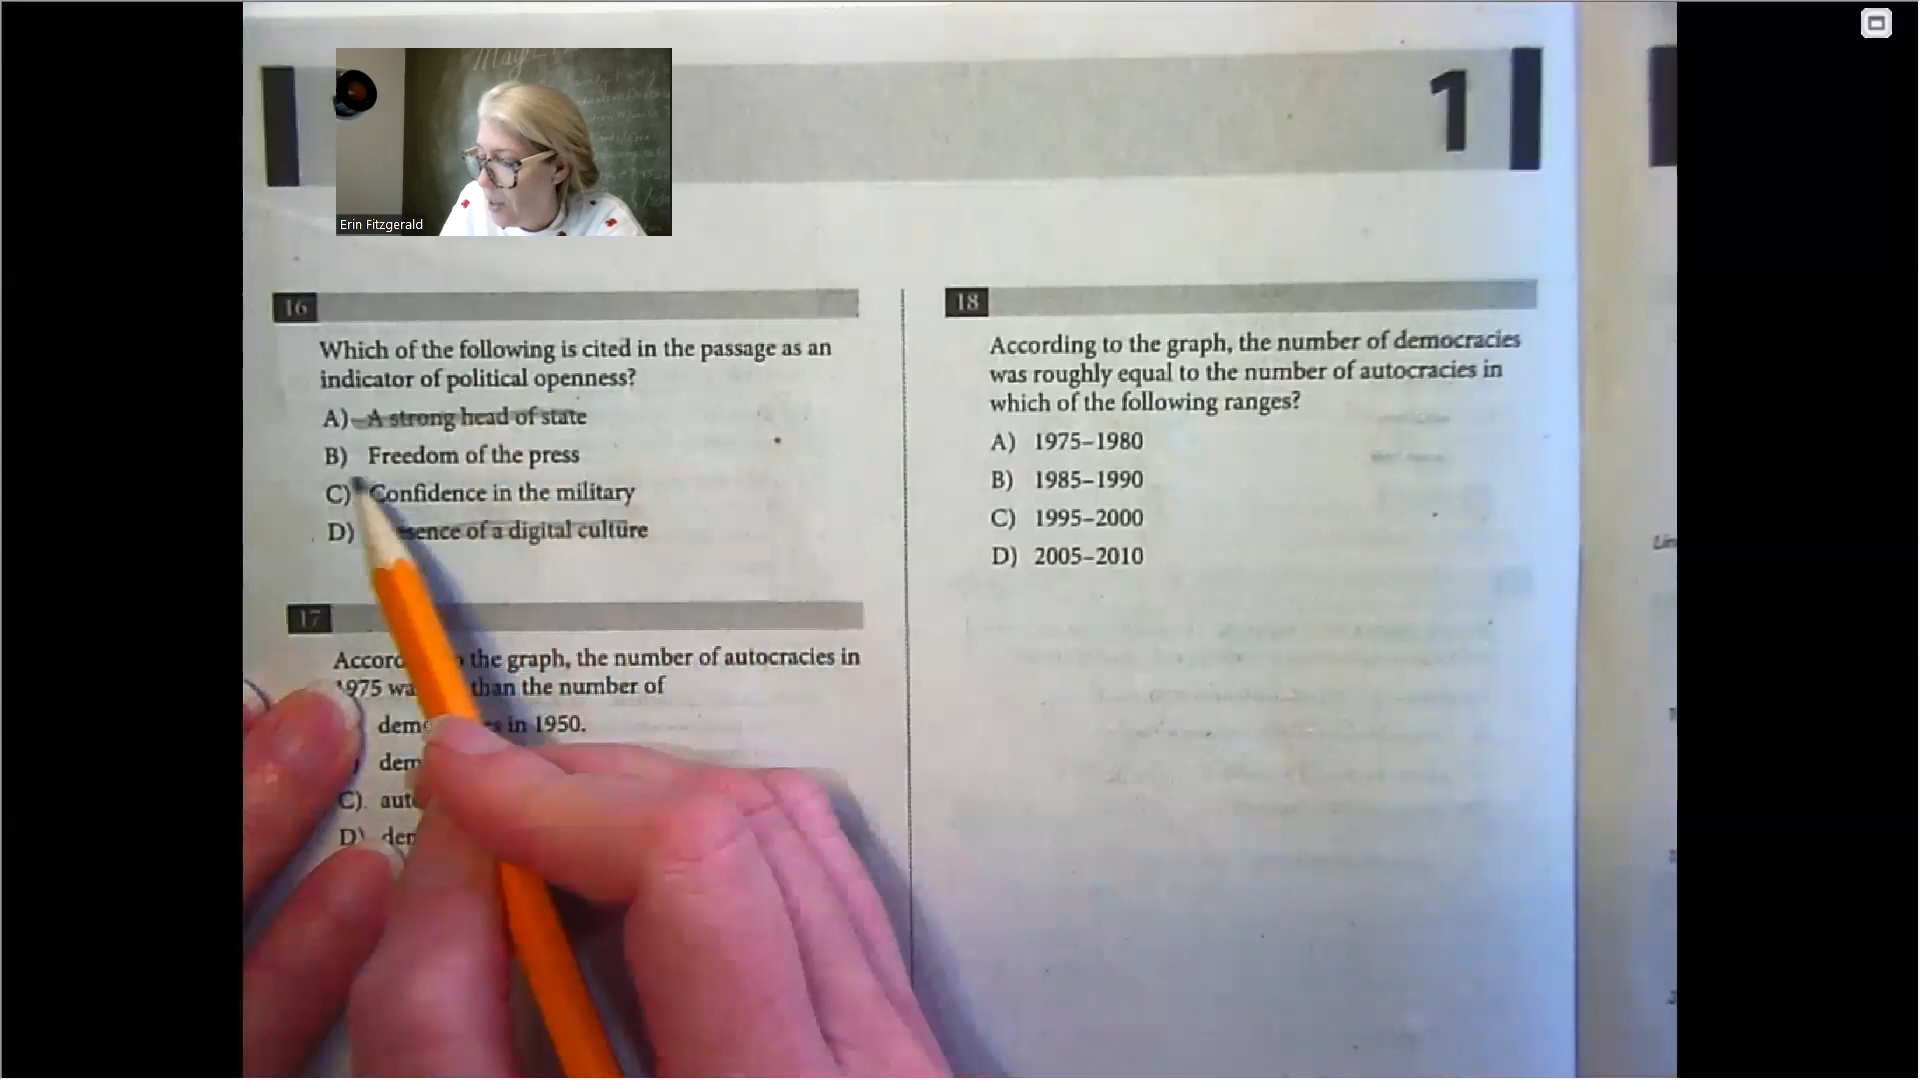 1
Erin Fitzgerald
16
Which of the following is cited in the passage as an
indicator of political openness?
A) A strong head of state
B) Freedom of the press
C) Confidence in the military
D) sence of a digital culture
17
Accor the graph, the number of autocracies in
1975 wa than the number of
dem s in 1950.
dem
C) aut
D) der
18
According to the graph, the number of democracies
was roughly equal to the number of autocracies in
which of the following ranges?
A) 1975–1980
B) 1985–1990
C) 1995–2000
D) 2005–2010